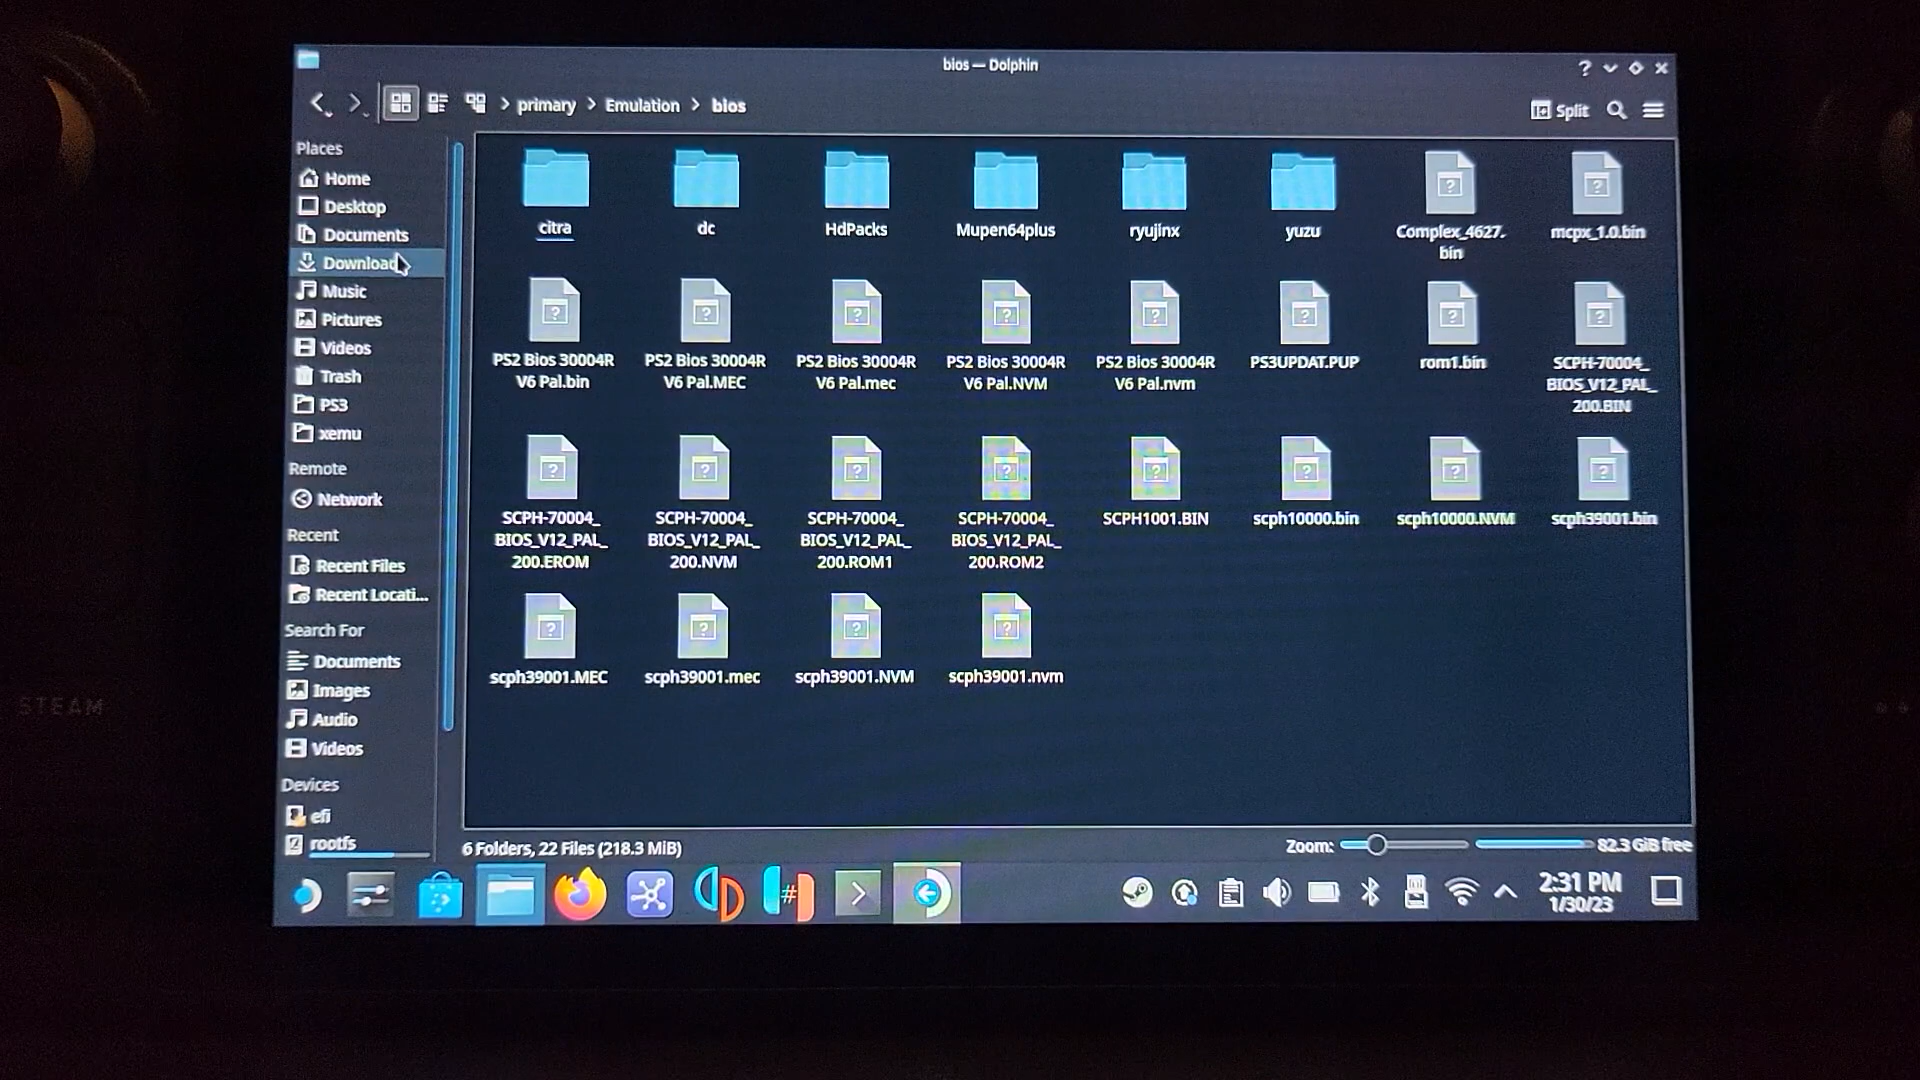 bios — Dolphin
primary > Emulation > bios
Split
Places
Home
Desktop
Documents
Download
Music
Pictures
Videos
Trash
PS3
xemu
Remote
Network
Recent
Recent Files
Recent Locati...
Search For
Documents
Images
Audio
Videos
Devices
efi
rootfs
citra
dc
HdPacks
Mupen64plus
ryujinx
yuzu
Complex_4627.
bin
mcpx_1.0.bin
PS2 Bios 30004R
V6 Pal.bin
PS2 Bios 30004R
V6 Pal.MEC
PS2 Bios 30004R
V6 Pal.mec
PS2 Bios 30004R
V6 Pal.NVM
PS2 Bios 30004R
V6 Pal.nvm
PS3UPDAT.PUP
rom1.bin
SCPH-70004_
BIOS_V12_PAL_
200.BIN
SCPH-70004_
BIOS_V12_PAL_
200.EROM
SCPH-70004_
BIOS_V12_PAL_
200.NVM
SCPH-70004_
BIOS_V12_PAL_
200.ROM1
SCPH-70004_
BIOS_V12_PAL_
200.ROM2
SCPH1001.BIN
scph10000.bin
scph10000.NVM
scph39001.bin
scph39001.MEC
scph39001.mec
scph39001.NVM
scph39001.nvm
6 Folders, 22 Files (218.3 MiB)
Zoom:
82.3 GiB free
2:31 PM
1/30/23
STEAM